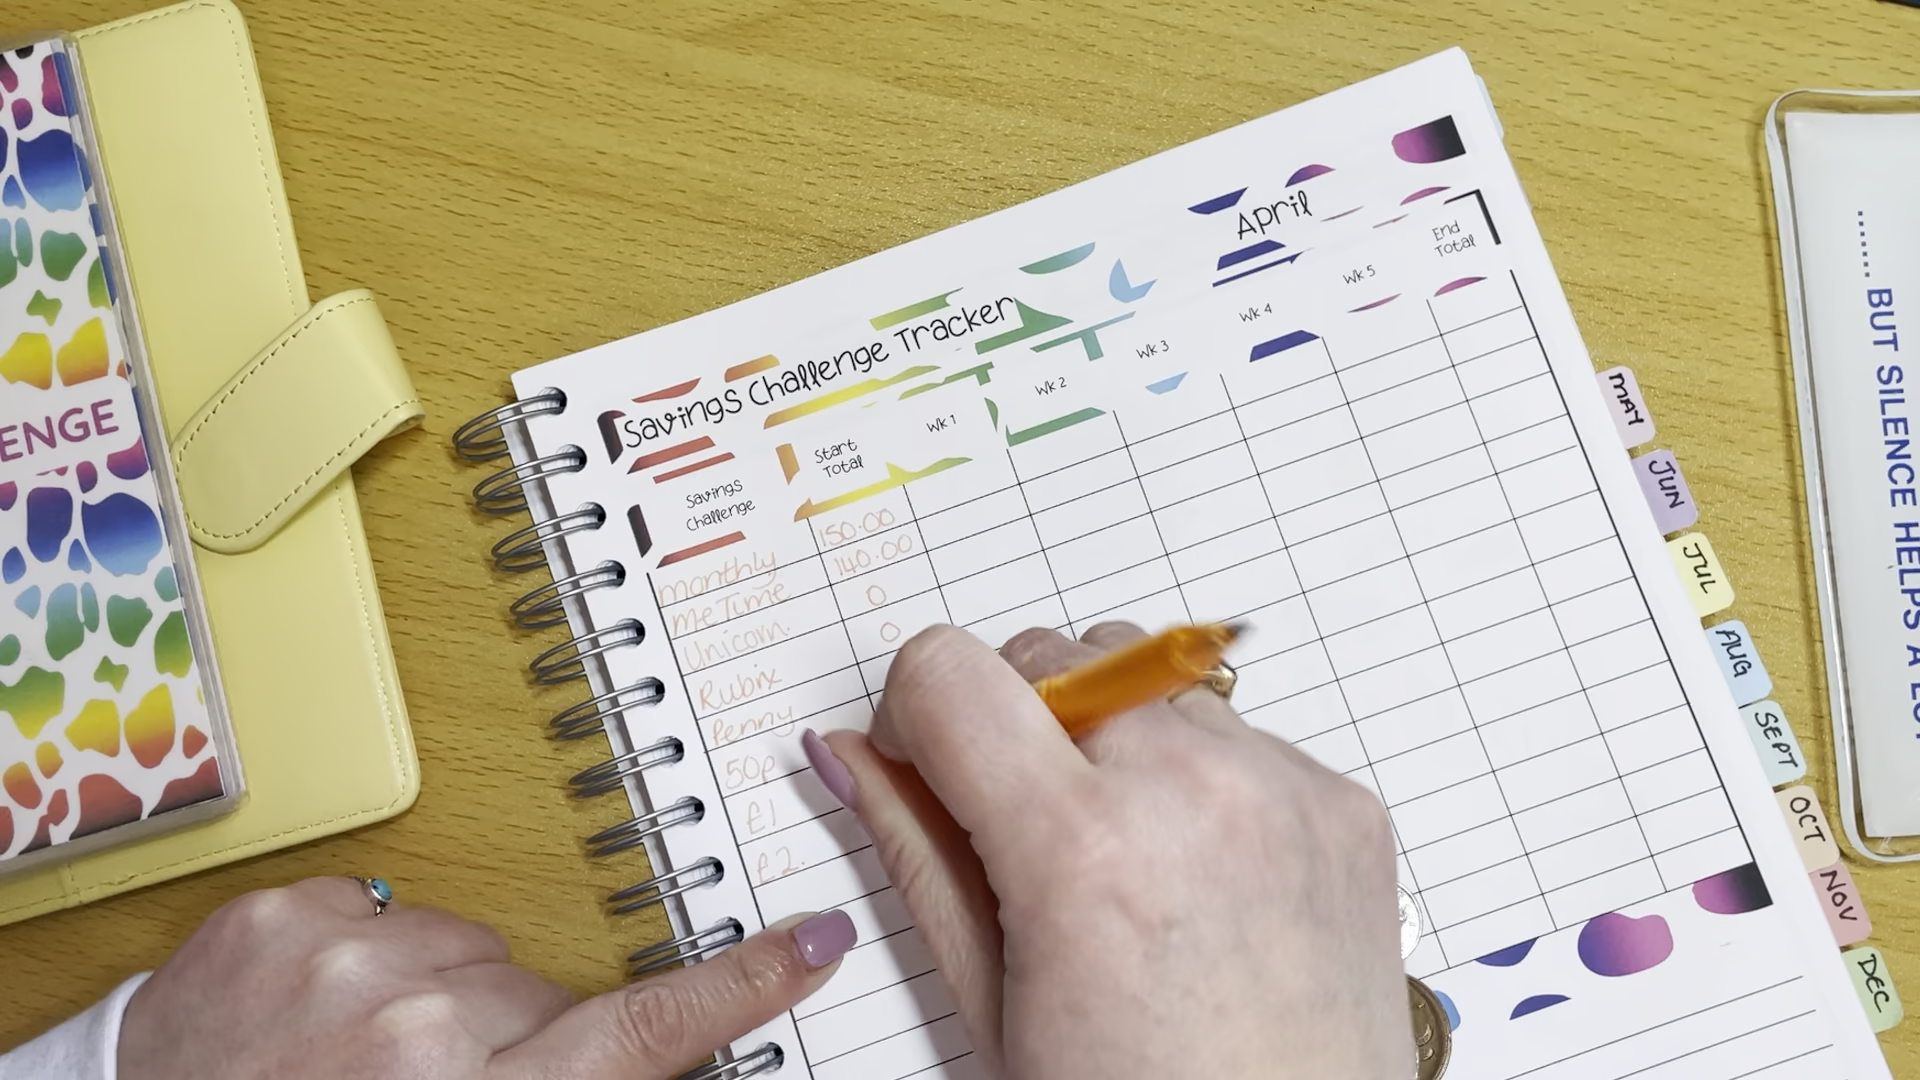 ENGE
Savings Challenge Tracker
April
Savings
Challenge
Start
Total
Wk 1
Wk 2
Wk 3
Wk 4
Wk 5
End
Total
monthly 150.00
me Time 140.00
Unicorn. 0
Rubix 0
Penny
50p
£1
£2.
MAY
JUN
JUL
AUG
SEPT
OCT
NOV
DEC
...... BUT SILENCE HELPS A LOT